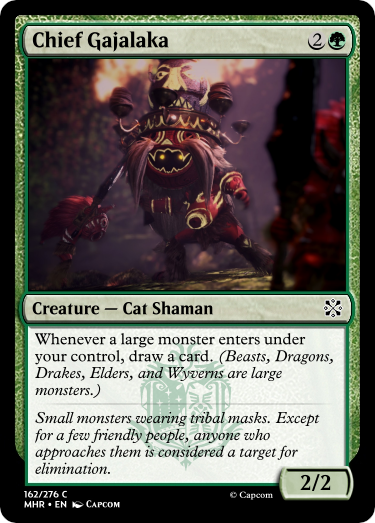 Chief Gajalaka 2
Creature — Cat Shaman
Whenever a large monster enters under
your control, draw a card. (Beasts, Dragons,
Drakes, Elders, and Wyverns are large
monsters.)
Small monsters wearing tribal masks. Except
for a few friendly people, anyone who
approaches them is considered a target for
elimination.
2/2
162/276 C
MHR • EN Capcom © Capcom